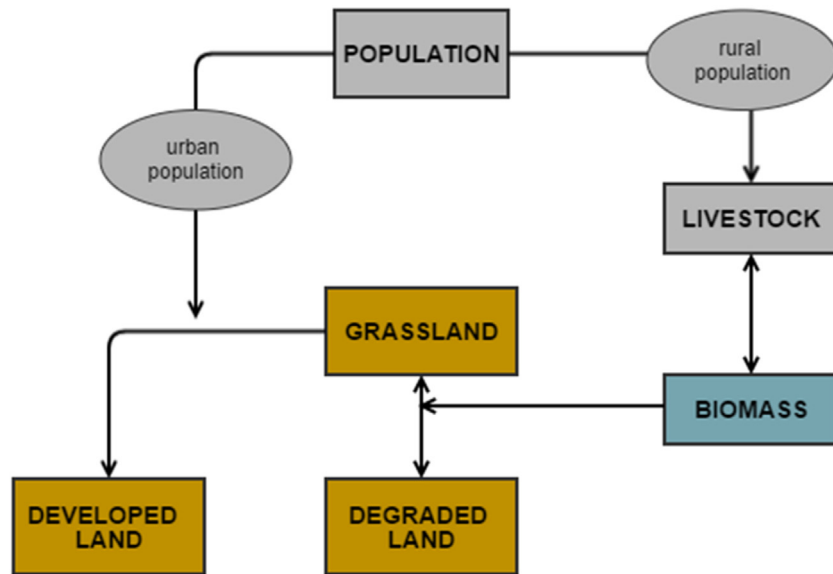 POPULATION
rural
population
urban
population
LIVESTOCK
GRASSLAND
BIOMASS
DEVELOPED
LAND
DEGRADED
LAND